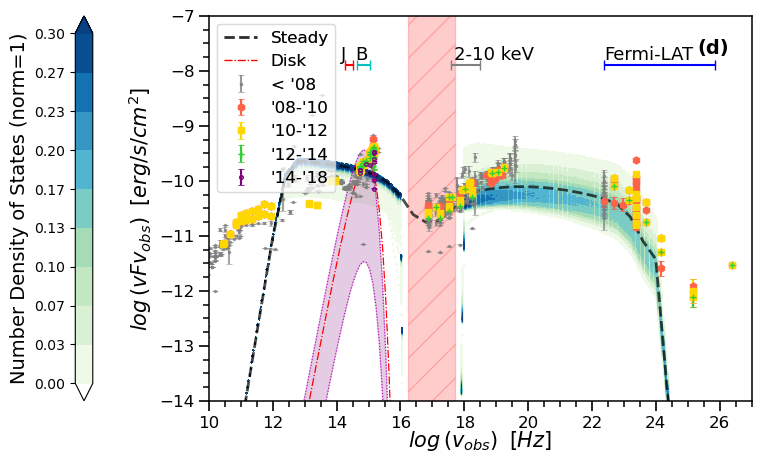 Number Density of States (norm=1)
0.30
0.27
0.23
0.20
0.17
0.13
0.10
0.07
0.03
0.00
log (νFν_obs) [erg/s/cm²]
−7
−8
−9
−10
−11
−12
−13
−14
Steady
Disk
< '08
'08-'10
'10-'12
'12-'14
'14-'18
J B
2-10 keV
Fermi-LAT
(d)
10 12 14 16 18 20 22 24 26
log (ν_obs) [Hz]